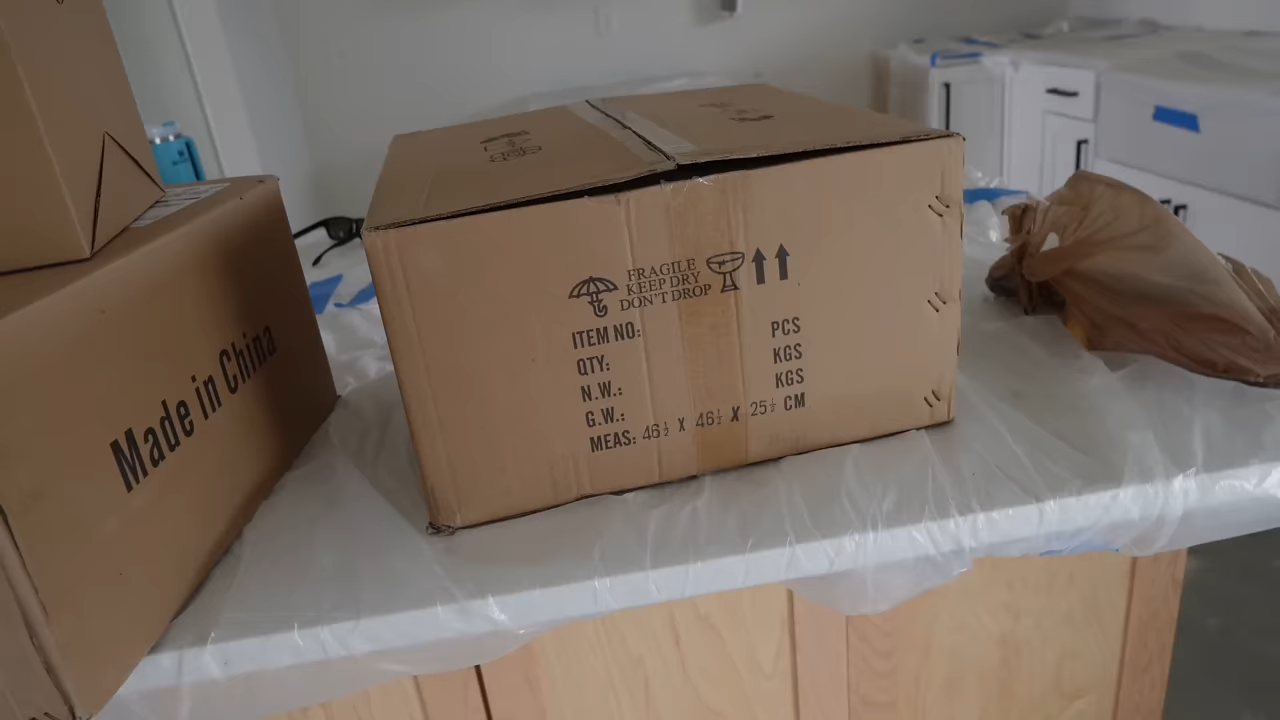 Made in China
FRAGILE
KEEP DRY
DON'T DROP
ITEM NO:
QTY: PCS
N.W.: KGS
G.W.: KGS
MEAS: 46½ X 46½ X 25½ CM